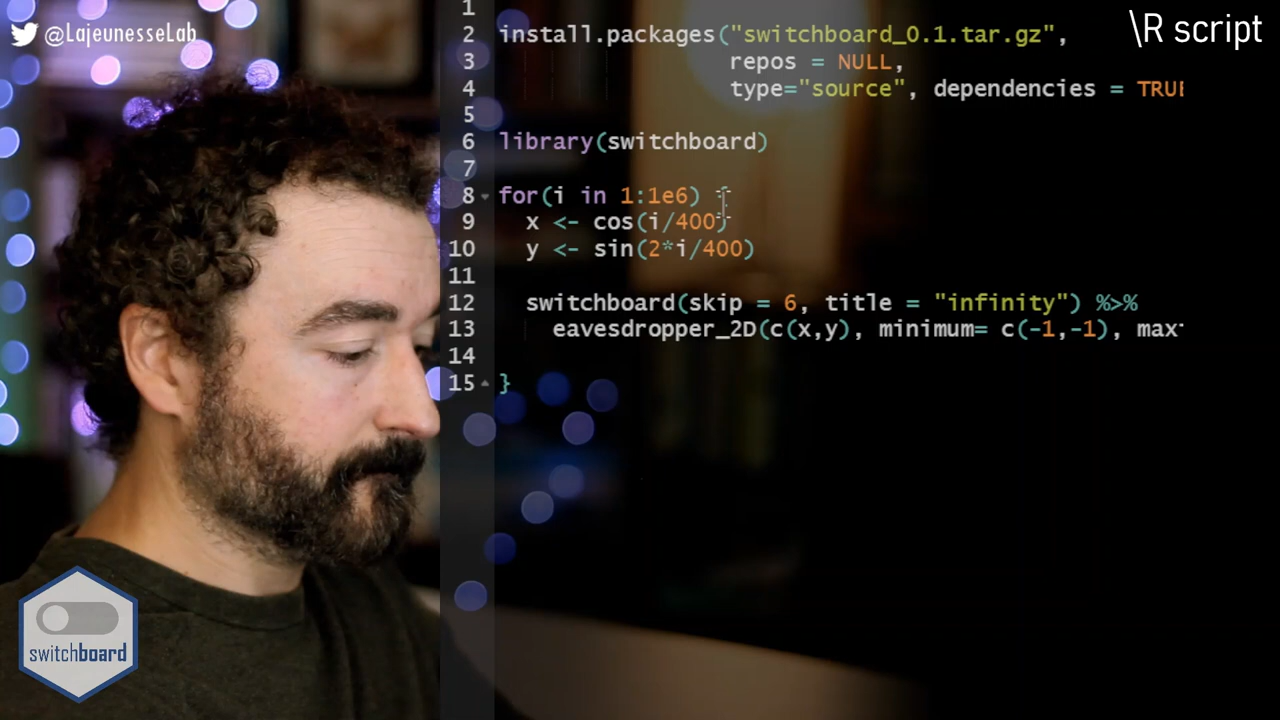 @LajeunesseLab
\R script
1
2 install.packages("switchboard_0.1.tar.gz",
3 repos = NULL,
4 type="source", dependencies = TRUE
5
6 library(switchboard)
7
8 for(i in 1:1e6) {
9 x <- cos(i/400)
10 y <- sin(2*i/400)
11
12 switchboard(skip = 6, title = "infinity") %>%
13 eavesdropper_2D(c(x,y), minimum= c(-1,-1), max
14
15 }
switchboard